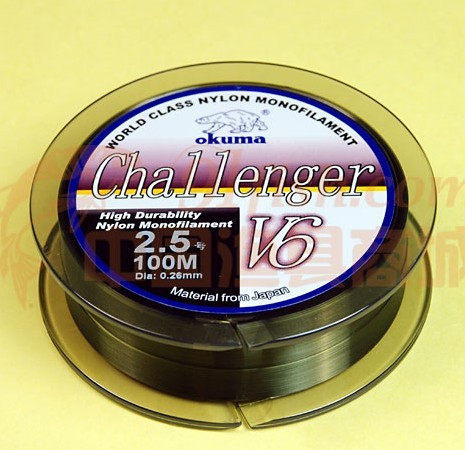 WORLD CLASS NYLON MONOFILAMENT
okuma
Challenger
High Durability
Nylon Monofilament
V6
2.5号
100M
Dia: 0.26mm
Material from Japan